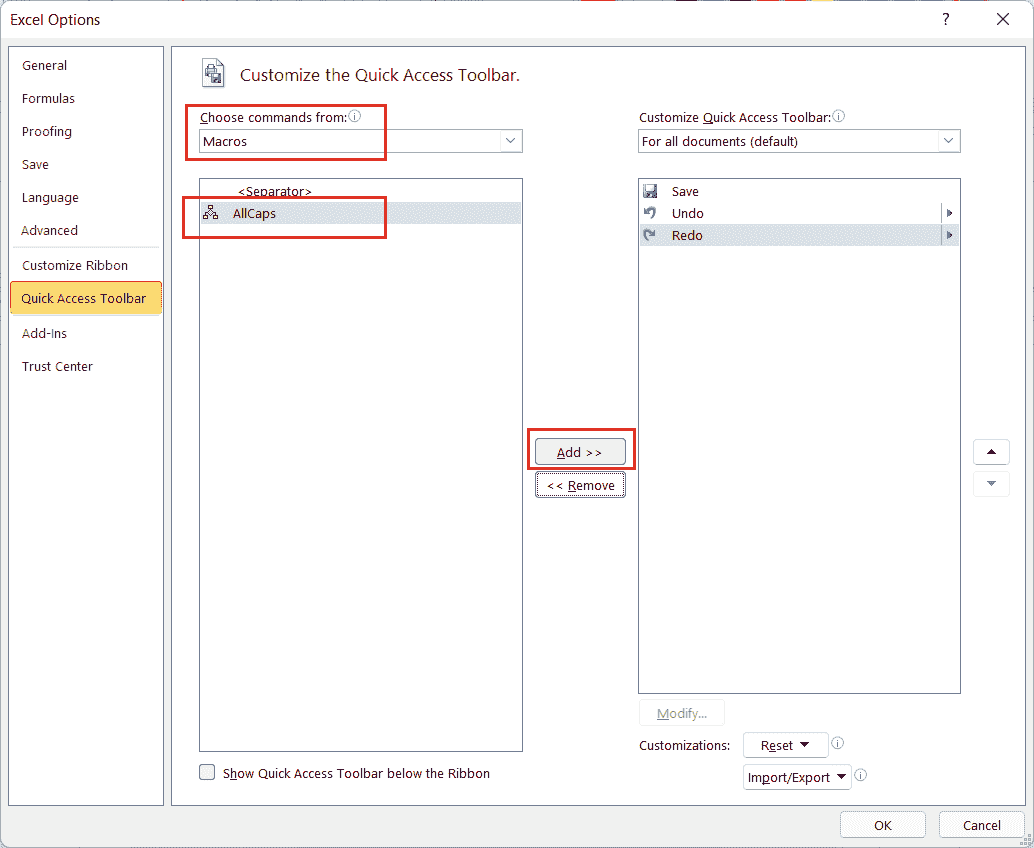 Excel Options
?
General
Formulas
Proofing
Save
Language
Advanced
Customize Ribbon
Quick Access Toolbar
Add-Ins
Trust Center
Customize the Quick Access Toolbar.
Choose commands from:
Macros
<Separator>
AllCaps
Add >>
<< Remove
Customize Quick Access Toolbar:
For all documents (default)
Save
Undo
Redo
Modify...
Customizations:
Reset
Import/Export
Show Quick Access Toolbar below the Ribbon
OK
Cancel